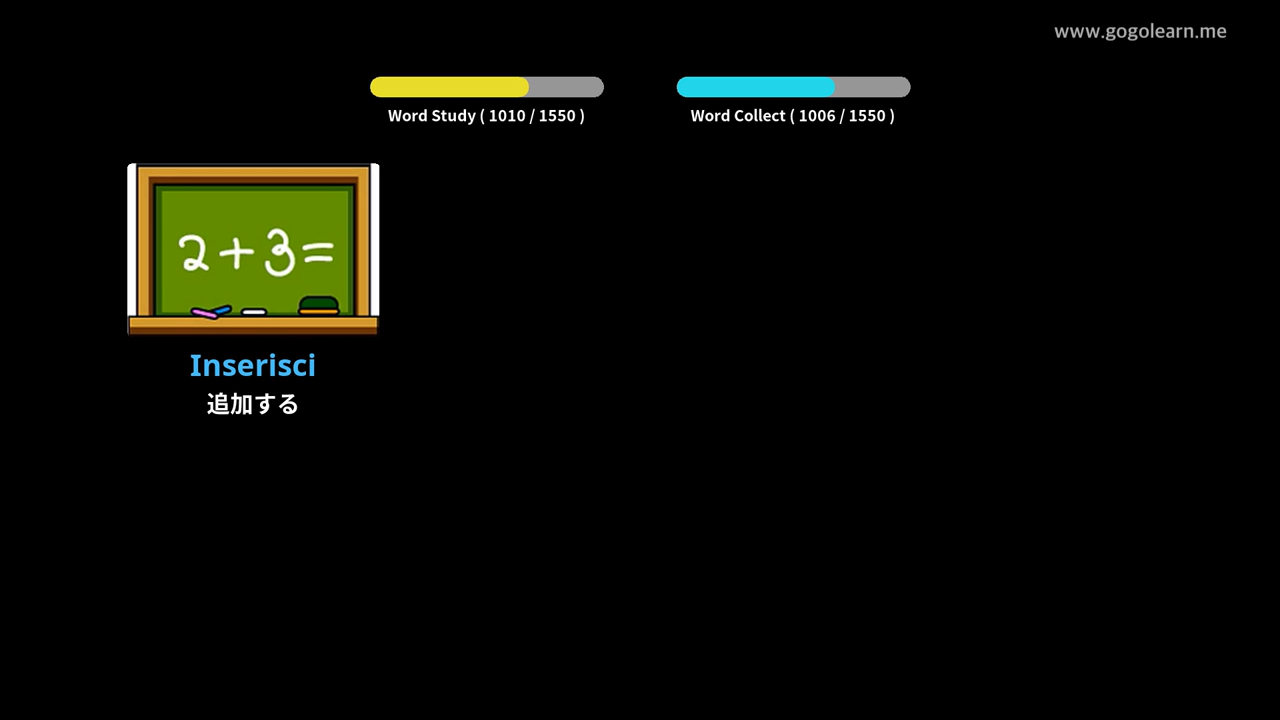 www.gogolearn.me
Word Study ( 1010 / 1550 )
Word Collect ( 1006 / 1550 )
2+3=
Inserisci
追加する